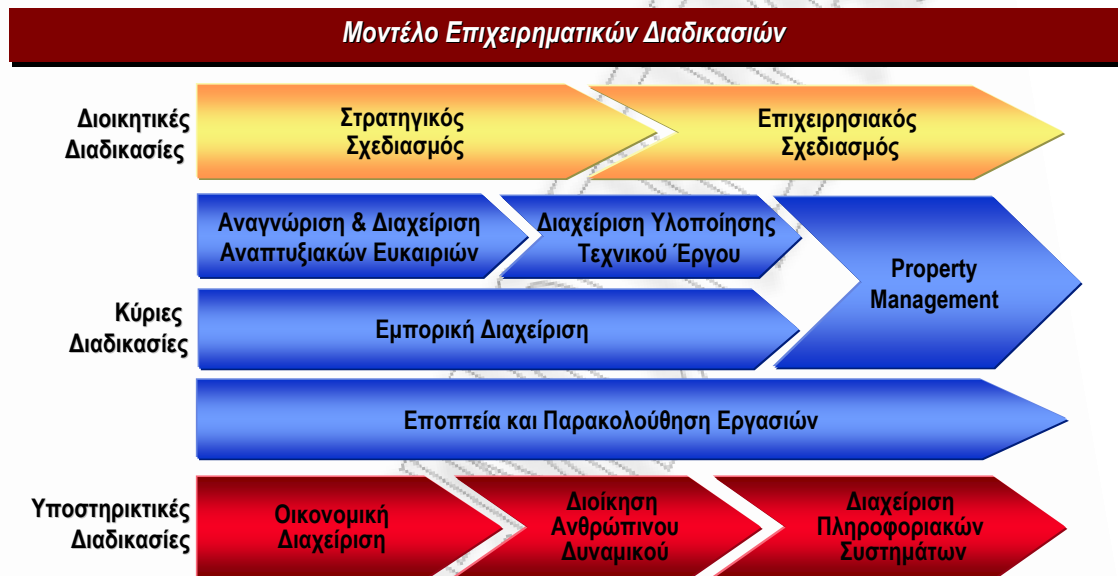 Μοντέλο Επιχειρηματικών Διαδικασιών
Διοικητικές
Διαδικασίες
Στρατηγικός
Σχεδιασμός
Επιχειρησιακός
Σχεδιασμός
Κύριες
Διαδικασίες
Αναγνώριση & Διαχείριση
Αναπτυξιακών Ευκαιριών
Διαχείριση Υλοποίησης
Τεχνικού Έργου
Property
Management
Εμπορική Διαχείριση
Εποπτεία και Παρακολούθηση Εργασιών
Υποστηρικτικές
Διαδικασίες
Οικονομική
Διαχείριση
Διοίκηση
Ανθρώπινου
Δυναμικού
Διαχείριση
Πληροφοριακών
Συστημάτων